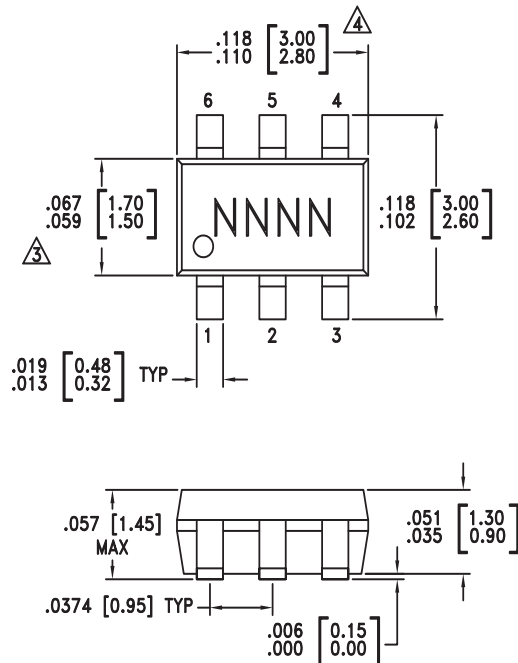 4
.118 [3.00]
.110 [2.80]
6 5 4
.067 [1.70]
.059 [1.50]
NNNN
.118 [3.00]
.102 [2.60]
3
1 2 3
.019 [0.48]
.013 [0.32]
TYP
.057 [1.45]
MAX
.051 [1.30]
.035 [0.90]
.0374 [0.95] TYP
.006 [0.15]
.000 [0.00]